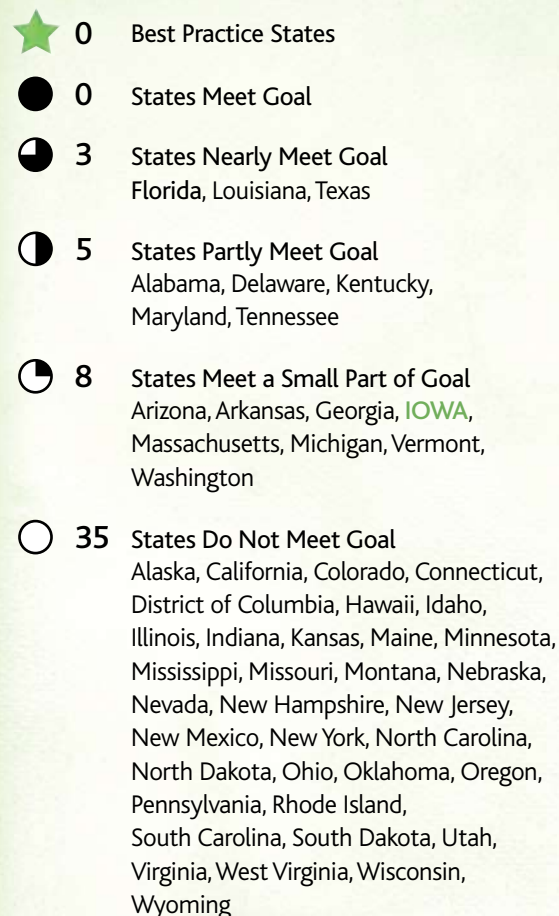 0 Best Practice States
0 States Meet Goal
3 States Nearly Meet Goal
Florida, Louisiana, Texas
5 States Partly Meet Goal
Alabama, Delaware, Kentucky,
Maryland, Tennessee
8 States Meet a Small Part of Goal
Arizona, Arkansas, Georgia, IOWA,
Massachusetts, Michigan, Vermont,
Washington
35 States Do Not Meet Goal
Alaska, California, Colorado, Connecticut,
District of Columbia, Hawaii, Idaho,
Illinois, Indiana, Kansas, Maine, Minnesota,
Mississippi, Missouri, Montana, Nebraska,
Nevada, New Hampshire, New Jersey,
New Mexico, New York, North Carolina,
North Dakota, Ohio, Oklahoma, Oregon,
Pennsylvania, Rhode Island,
South Carolina, South Dakota, Utah,
Virginia, West Virginia, Wisconsin,
Wyoming